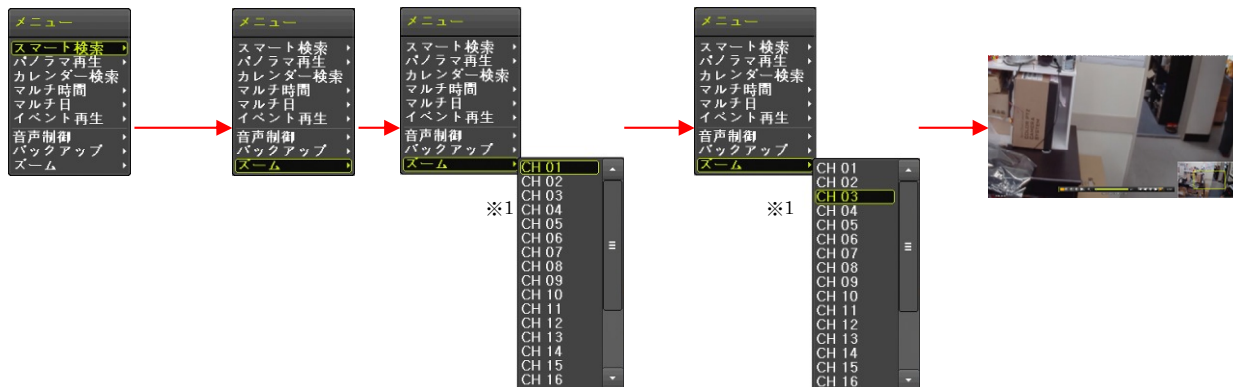 メニュー
スマート検索
パノラマ再生
カレンダー検索
マルチ時間
マルチ日
イベント再生
音声制御
バックアップ
ズーム
メニュー
スマート検索
パノラマ再生
カレンダー検索
マルチ時間
マルチ日
イベント再生
音声制御
バックアップ
ズーム
メニュー
スマート検索
パノラマ再生
カレンダー検索
マルチ時間
マルチ日
イベント再生
音声制御
バックアップ
ズーム
※1
CH 01
CH 02
CH 03
CH 04
CH 05
CH 06
CH 07
CH 08
CH 09
CH 10
CH 11
CH 12
CH 13
CH 14
CH 15
CH 16
メニュー
スマート検索
パノラマ再生
カレンダー検索
マルチ時間
マルチ日
イベント再生
音声制御
バックアップ
ズーム
※1
CH 01
CH 02
CH 03
CH 04
CH 05
CH 06
CH 07
CH 08
CH 09
CH 10
CH 11
CH 12
CH 13
CH 14
CH 15
CH 16